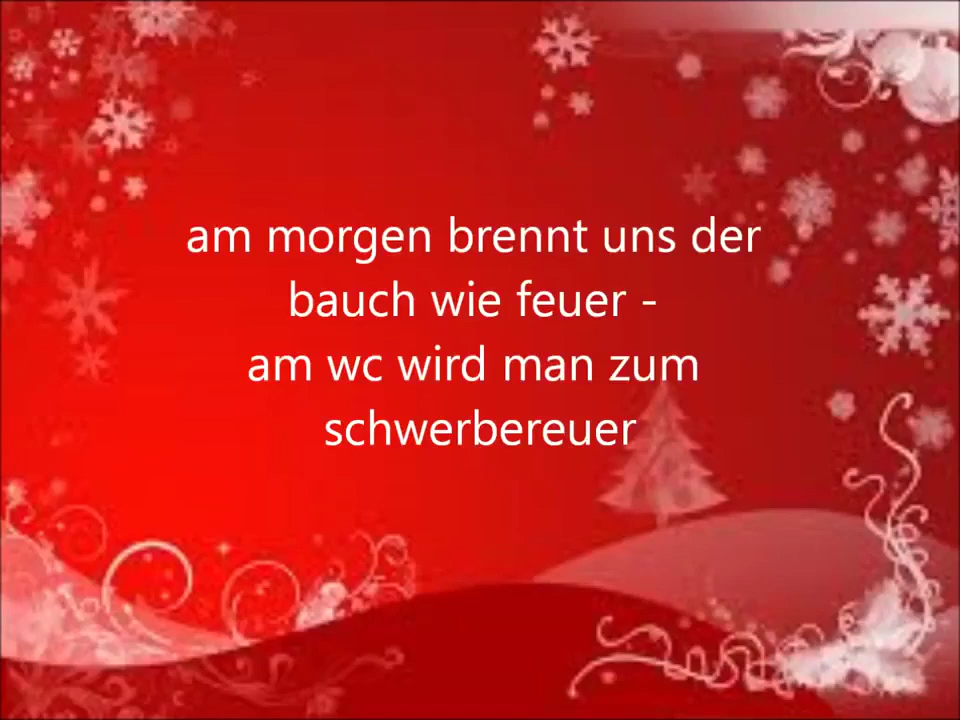 am morgen brennt uns der
bauch wie feuer -
am wc wird man zum
schwerbereuer